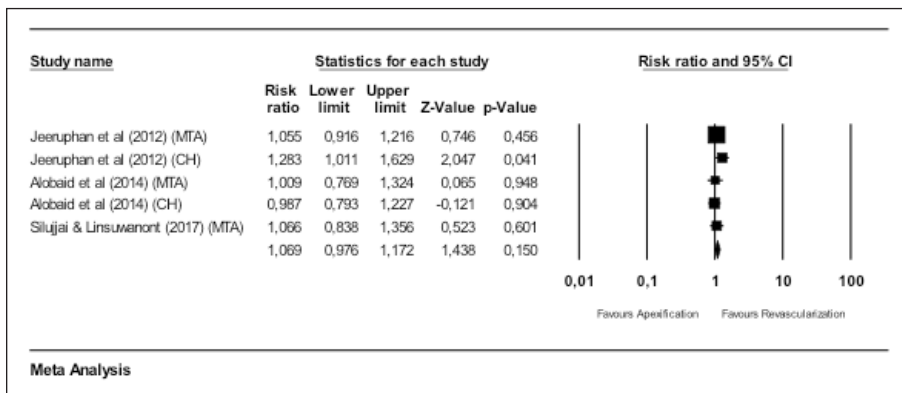 Study name Statistics for each study Risk ratio and 95% CI
Risk Lower Upper
ratio limit limit Z-Value p-Value
Jeeruphan et al (2012) (MTA) 1,055 0,916 1,216 0,746 0,456
Jeeruphan et al (2012) (CH) 1,283 1,011 1,629 2,047 0,041
Alobaid et al (2014) (MTA) 1,009 0,769 1,324 0,065 0,948
Alobaid et al (2014) (CH) 0,987 0,793 1,227 -0,121 0,904
Silujjai & Linsuwanont (2017) (MTA) 1,066 0,838 1,356 0,523 0,601
1,069 0,976 1,172 1,438 0,150
0,01 0,1 1 10 100
Favours Apexification Favours Revascularization
Meta Analysis